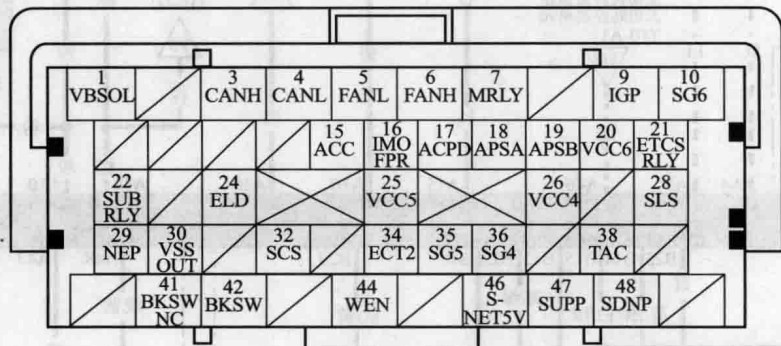 1 3 4 5 6 7 9 10
VBSOL CANH CANL FANL FANH MRLY IGP SG6
15 16 17 18 19 20 21
ACC IMO FPR ACPD APSA APSB VCC6 ETCS RLY
22 24 25 26 28
SUB RLY ELD VCC5 VCC4 SLS
29 30 32 34 35 36 38
NEP VSS OUT SCS ECT2 SG5 SG4 TAC
41 42 44 46 47 48
BKSW NC BKSW WEN S-NET5V SUPP SDNP